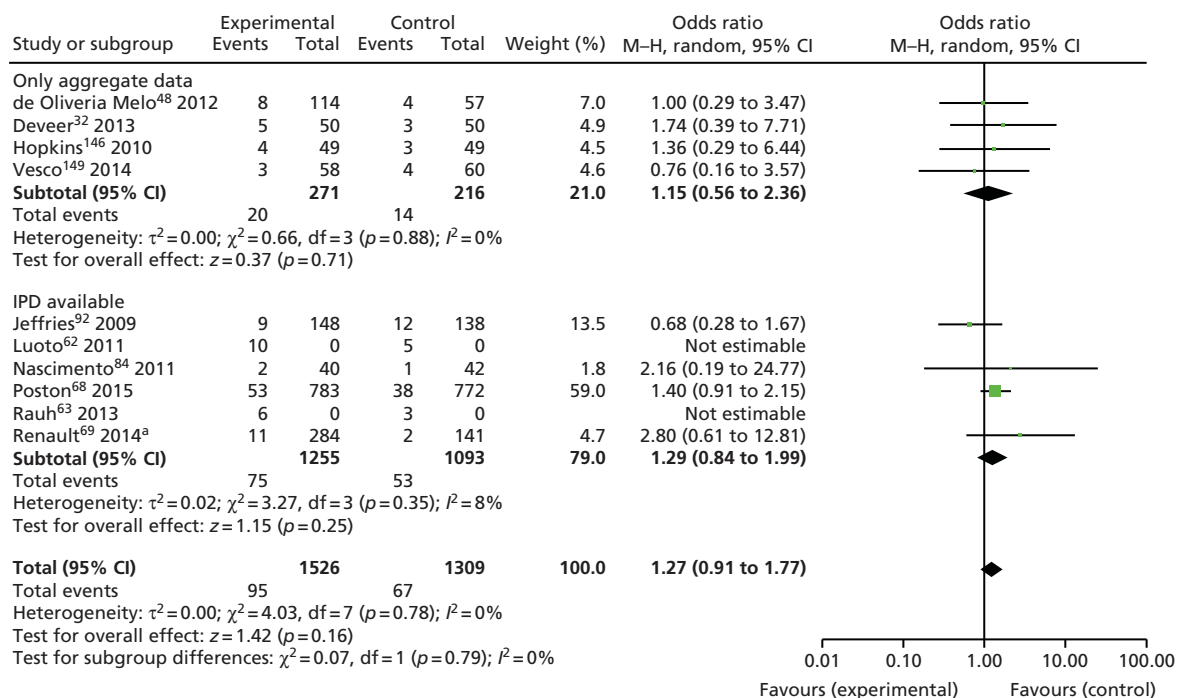 Experimental Control Odds ratio Odds ratio
Study or subgroup Events Total Events Total Weight (%) M–H, random, 95% CI M–H, random, 95% CI
Only aggregate data
de Oliveria Melo⁴⁸ 2012 8 114 4 57 7.0 1.00 (0.29 to 3.47)
Deveer³² 2013 5 50 3 50 4.9 1.74 (0.39 to 7.71)
Hopkins¹⁴⁶ 2010 4 49 3 49 4.5 1.36 (0.29 to 6.44)
Vesco¹⁴⁹ 2014 3 58 4 60 4.6 0.76 (0.16 to 3.57)
Subtotal (95% CI) 271 216 21.0 1.15 (0.56 to 2.36)
Total events 20 14
Heterogeneity: τ²=0.00; χ²=0.66, df=3 (p=0.88); I²=0%
Test for overall effect: z=0.37 (p=0.71)
IPD available
Jeffries⁹² 2009 9 148 12 138 13.5 0.68 (0.28 to 1.67)
Luoto⁶² 2011 10 0 5 0 Not estimable
Nascimento⁸⁴ 2011 2 40 1 42 1.8 2.16 (0.19 to 24.77)
Poston⁶⁸ 2015 53 783 38 772 59.0 1.40 (0.91 to 2.15)
Rauh⁶³ 2013 6 0 3 0 Not estimable
Renault⁶⁹ 2014ᵃ 11 284 2 141 4.7 2.80 (0.61 to 12.81)
Subtotal (95% CI) 1255 1093 79.0 1.29 (0.84 to 1.99)
Total events 75 53
Heterogeneity: τ²=0.02; χ²=3.27, df=3 (p=0.35); I²=8%
Test for overall effect: z=1.15 (p=0.25)
Total (95% CI) 1526 1309 100.0 1.27 (0.91 to 1.77)
Total events 95 67
Heterogeneity: τ²=0.00; χ²=4.03, df=7 (p=0.78); I²=0%
Test for overall effect: z=1.42 (p=0.16)
Test for subgroup differences: χ²=0.07, df=1 (p=0.79); I²=0%
0.01 0.10 1.00 10.00 100.00
Favours (experimental) Favours (control)